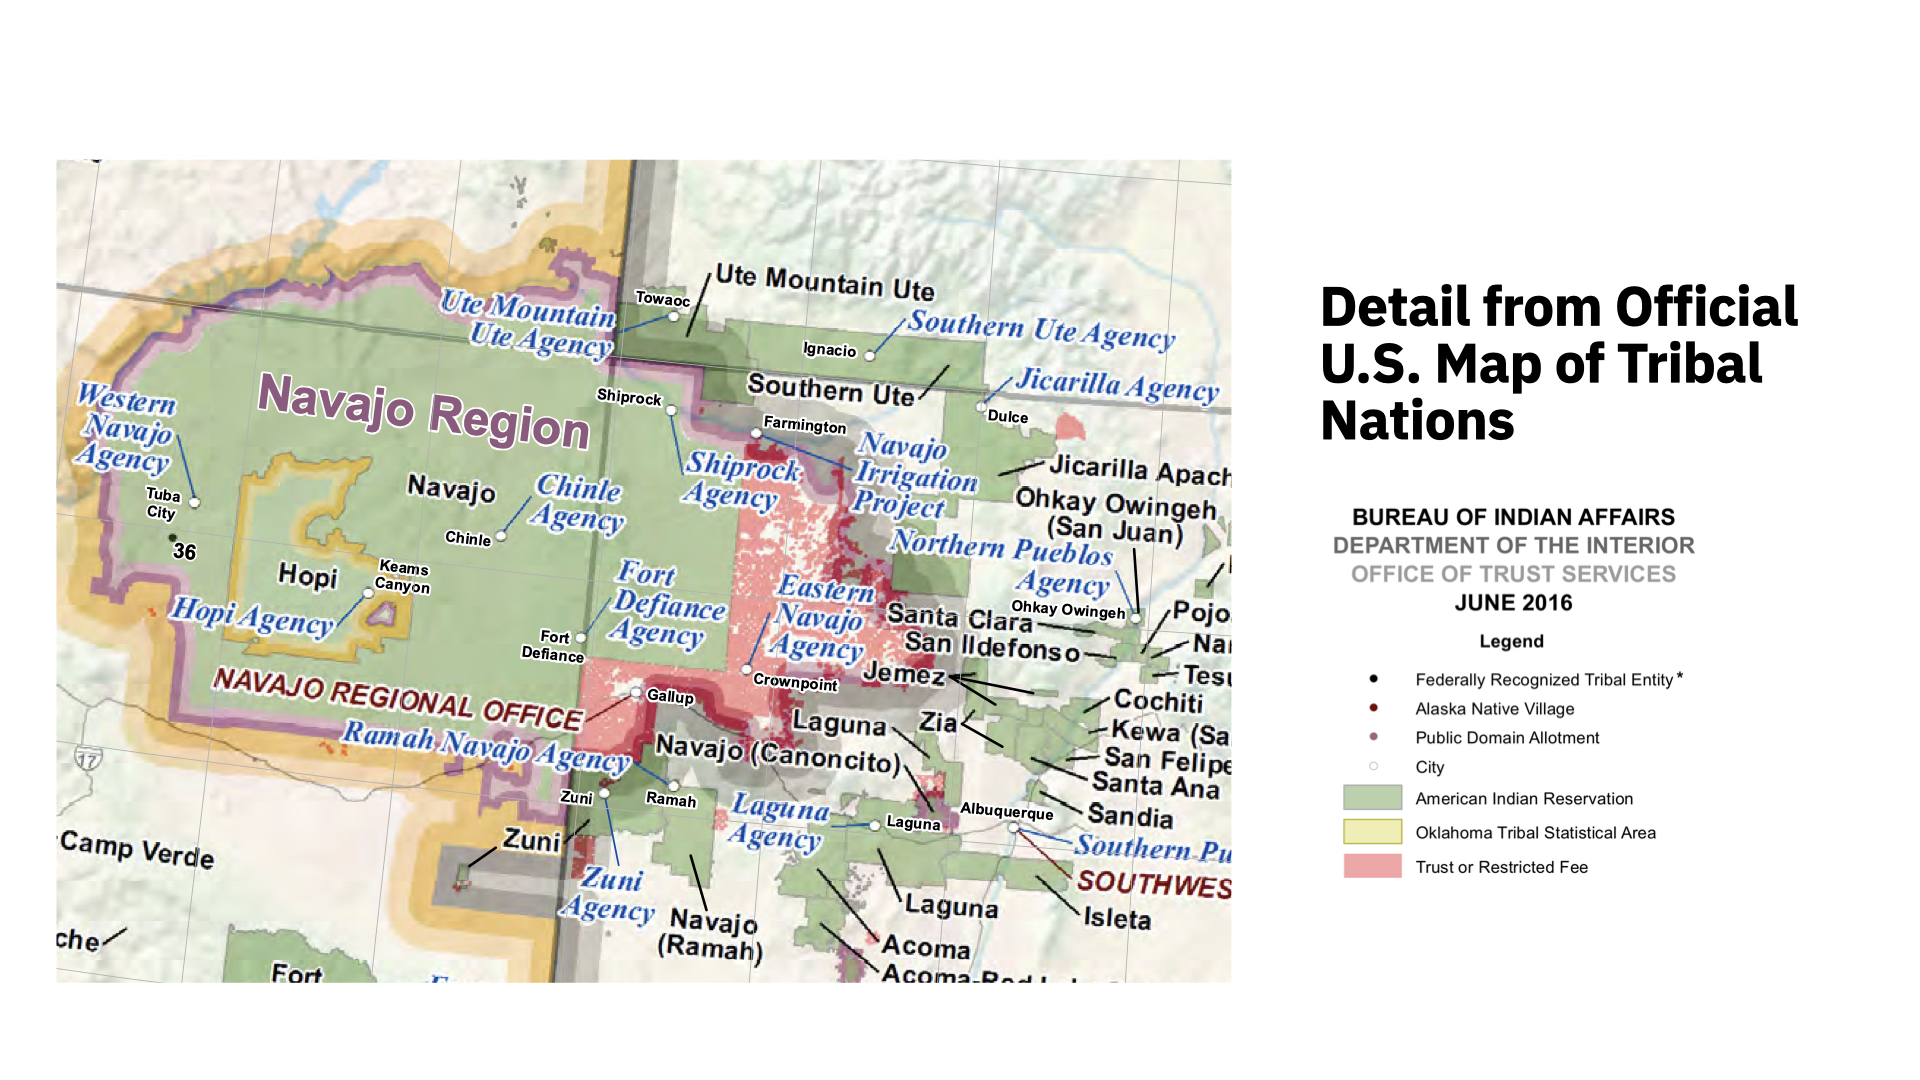 Ute Mountain Ute
Towaoc
Ute Mountain
Ute Agency
Southern Ute Agency
Ignacio
Southern Ute
Jicarilla Agency
Dulce
Western
Navajo
Agency
Navajo Region
Shiprock
Farmington
Navajo
Irrigation
Project
Shiprock
Agency
Jicarilla Apach
Ohkay Owingeh
(San Juan)
Tuba
City
36
Navajo
Chinle
Agency
Chinle
Northern Pueblos
Agency
Hopi
Keams
Canyon
Hopi Agency
Fort
Defiance
Agency
Fort
Defiance
Eastern
Navajo
Agency
Ohkay Owingeh
Santa Clara
San Ildefonso
Pojo
Nar
Tesu
Jemez
Crownpoint
NAVAJO REGIONAL OFFICE
Gallup
Cochiti
Laguna
Zia
Kewa (Sa
Ramah Navajo Agency
Navajo (Canoncito)
San Felipe
Santa Ana
17
Zuni
Ramah
Laguna
Agency
Laguna
Albuquerque
Sandia
Southern Pu
Camp Verde
Zuni
SOUTHWES
Zuni
Agency
Navajo
(Ramah)
Laguna
Isleta
Acoma
che
Fort
Detail from Official
U.S. Map of Tribal
Nations
BUREAU OF INDIAN AFFAIRS
DEPARTMENT OF THE INTERIOR
OFFICE OF TRUST SERVICES
JUNE 2016
Legend
Federally Recognized Tribal Entity *
Alaska Native Village
Public Domain Allotment
City
American Indian Reservation
Oklahoma Tribal Statistical Area
Trust or Restricted Fee